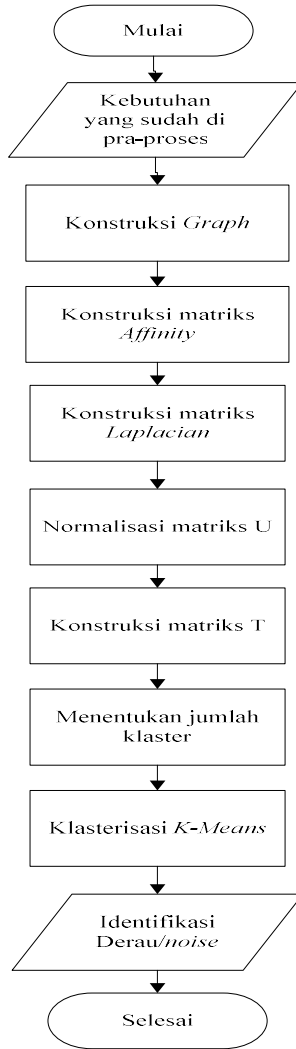 Mulai
Kebutuhan
yang sudah di
pra-proses
Konstruksi Graph
Konstruksi matriks
Affinity
Konstruksi matriks
Laplacian
Normalisasi matriks U
Konstruksi matriks T
Menentukan jumlah
klaster
Klasterisasi K-Means
Identifikasi
Derau/noise
Selesai